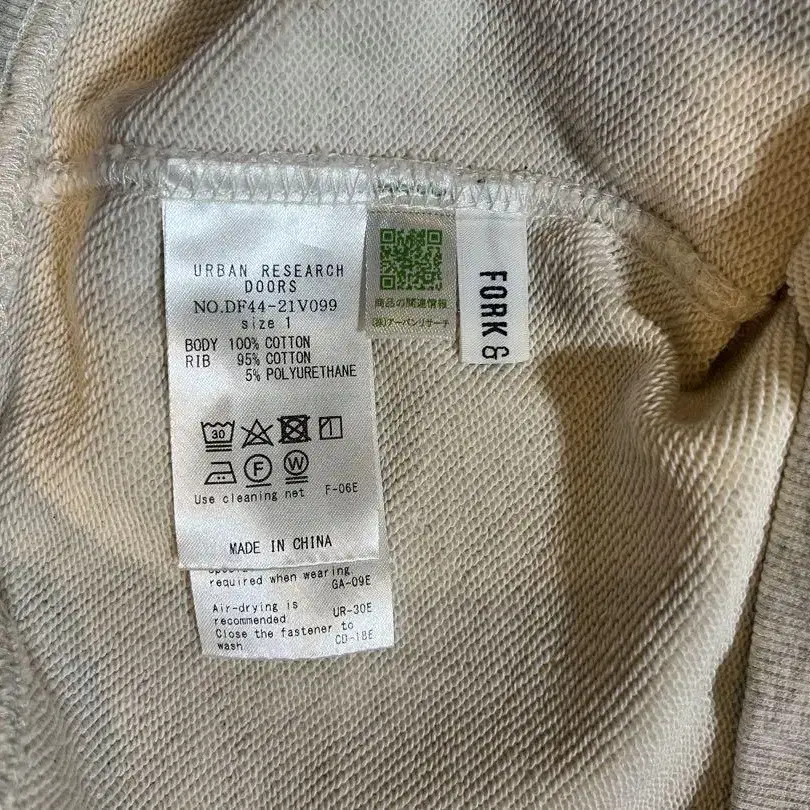 URBAN RESEARCH
DOORS
NO.DF44-21V099
size 1
BODY 100% COTTON
RIB 95% COTTON
5% POLYURETHANE
30
F
W
Use cleaning net F-06E
MADE IN CHINA
required when wearing.
GA-09E
Air-drying is
recommended UR-30E
Close the fastener to
wash CD-18E
商品の関連情報
(株)アーバンリサーチ
FORK &